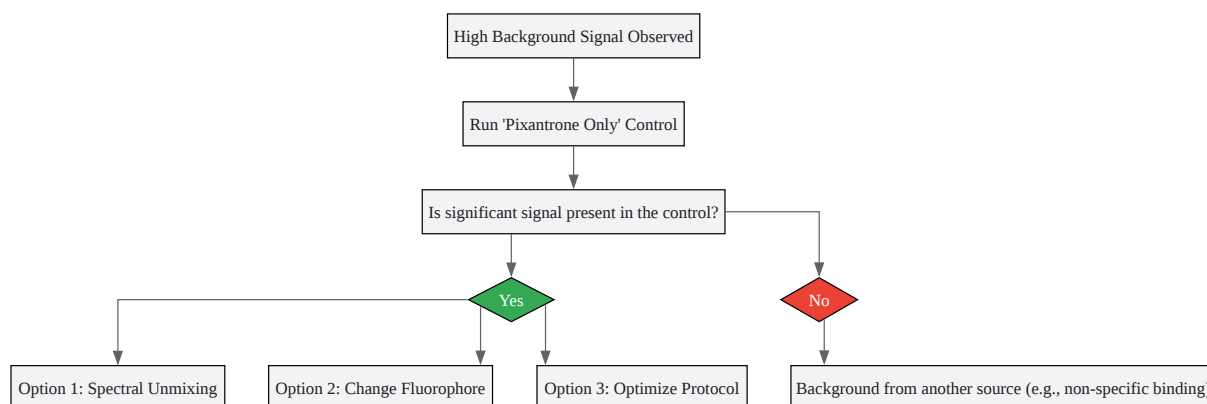 High Background Signal Observed
Run 'Pixantrone Only' Control
Is significant signal present in the control?
Yes
No
Option 1: Spectral Unmixing
Option 2: Change Fluorophore
Option 3: Optimize Protocol
Background from another source (e.g., non-specific binding)